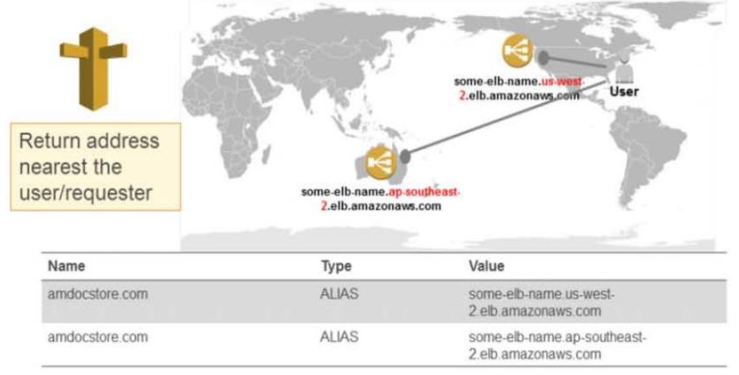 some-elb-name.us-west-
2.elb.amazonaws.com
User
Return address
nearest the
user/requester
some-elb-name.ap-southeast-
2.elb.amazonaws.com
Name Type Value
amdocstore.com ALIAS some-elb-name.us-west-
2.elb.amazonaws.com
amdocstore.com ALIAS some-elb-name.ap-southeast-
2.elb.amazonaws.com